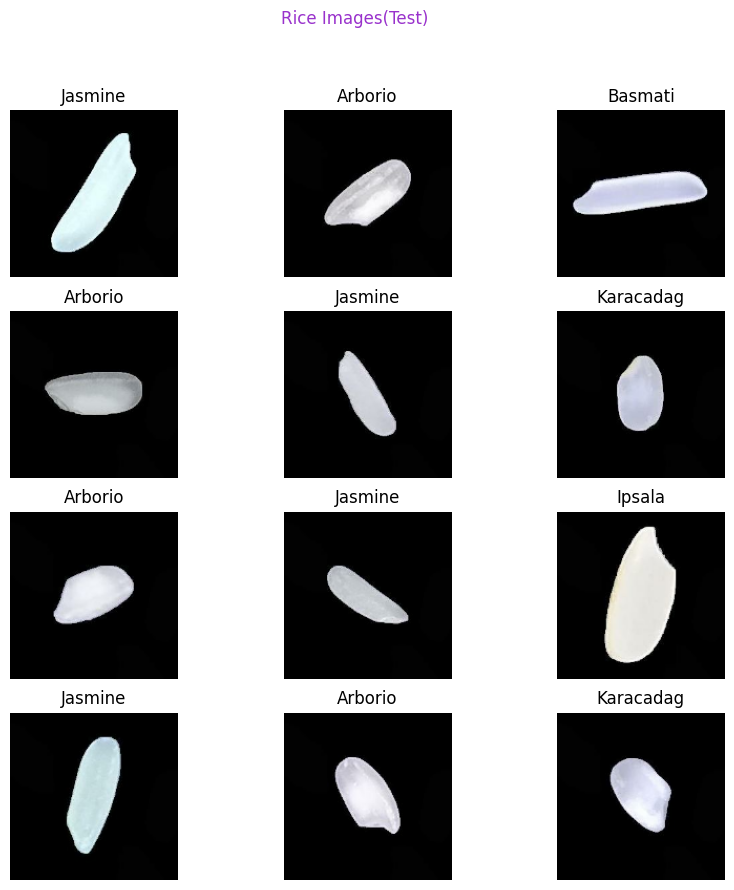 Rice Images(Test)
Jasmine Arborio Basmati
Arborio Jasmine Karacadag
Arborio Jasmine Ipsala
Jasmine Arborio Karacadag